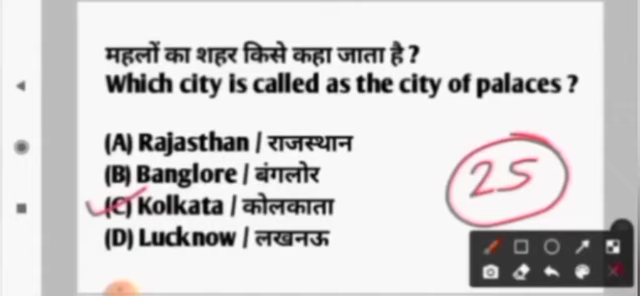 महलों का शहर किसे कहा जाता है ?
Which city is called as the city of palaces ?
(A) Rajasthan / राजस्थान
(B) Banglore / बंगलोर
(C) Kolkata / कोलकाता
(D) Lucknow / लखनऊ
25